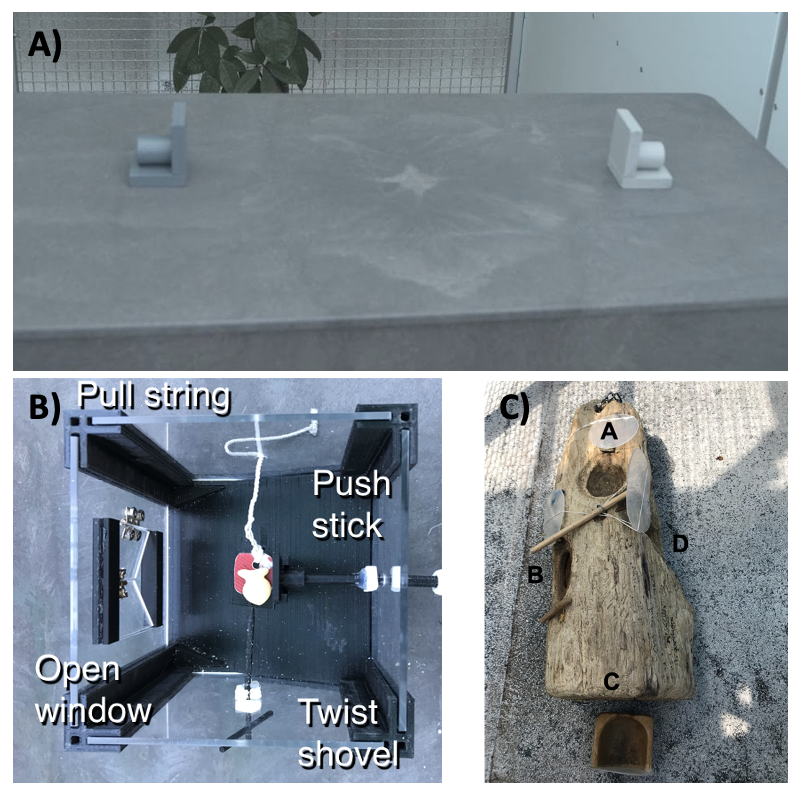 A)
B)
Pull string
Push
stick
Open
window
Twist
shovel
C)
A
B
D
C